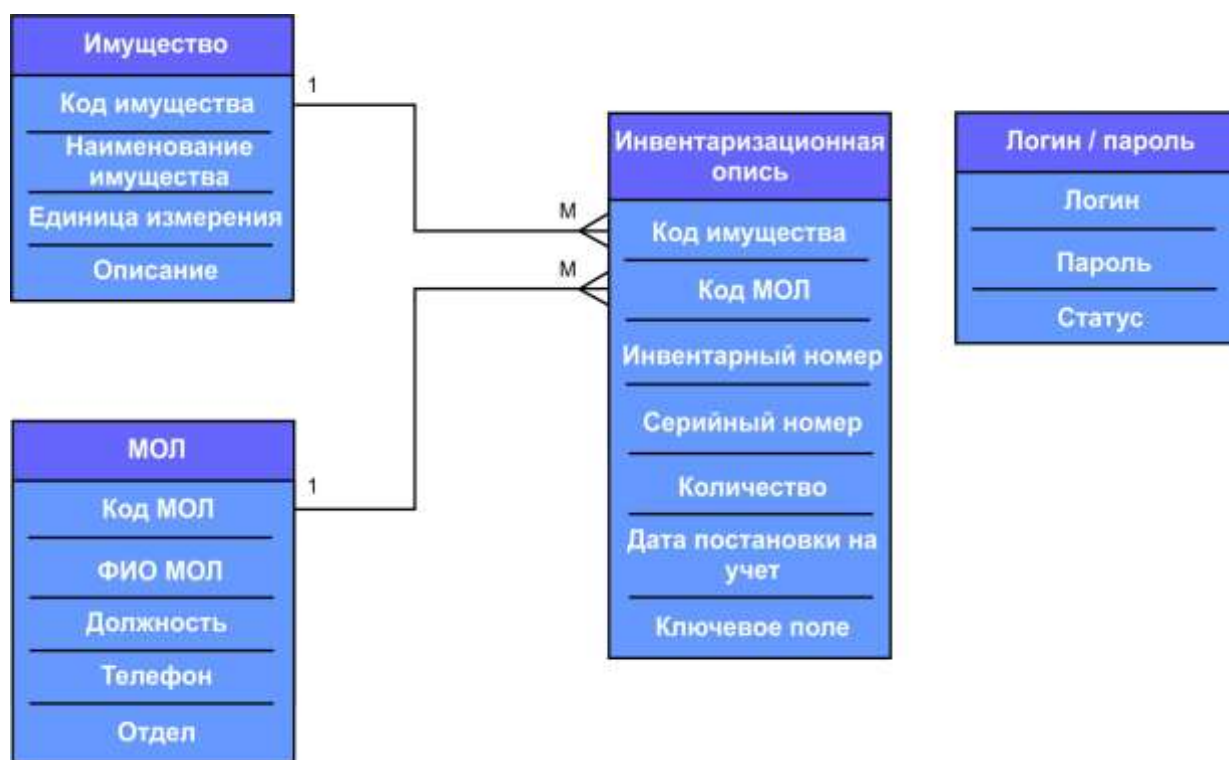 Имущество
Код имущества
Наименование
имущества
Единица измерения
Описание
1
МОЛ
Код МОЛ
ФИО МОЛ
Должность
Телефон
Отдел
1
М
М
Инвентаризационная
опись
Код имущества
Код МОЛ
Инвентарный номер
Серийный номер
Количество
Дата постановки на
учет
Ключевое поле
Логин / пароль
Логин
Пароль
Статус